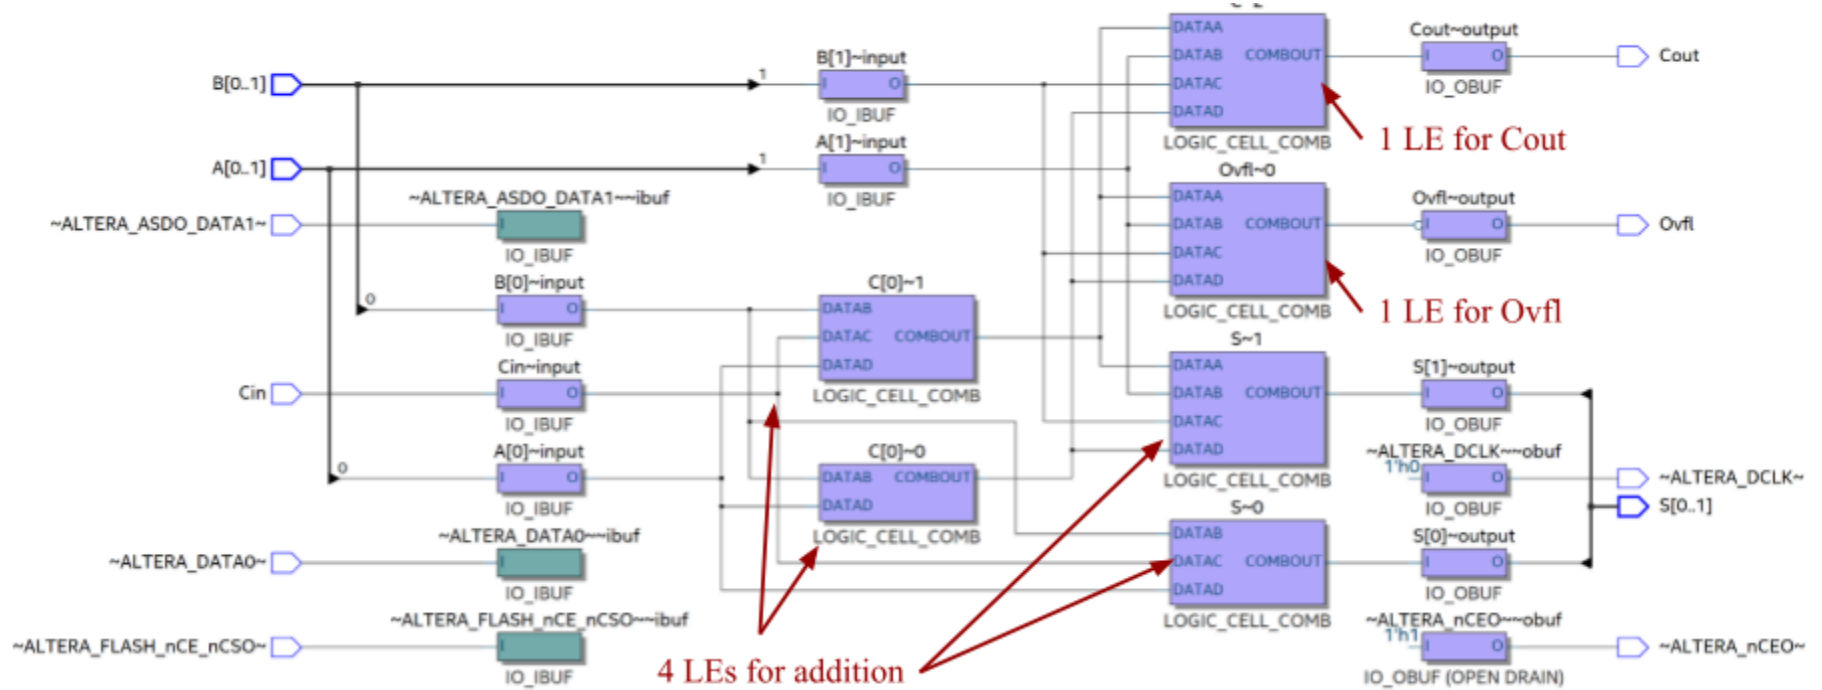 B[0..1]
1
B[1]~input
I
O
IO_IBUF
A[0..1]
1
A[1]~input
I
O
IO_IBUF
~ALTERA_ASDO_DATA1~
~ALTERA_ASDO_DATA1~~ibuf
I
IO_IBUF
0
B[0]~input
I
O
IO_IBUF
Cin
Cin~input
I
O
IO_IBUF
0
A[0]~input
I
O
IO_IBUF
~ALTERA_DATA0~
~ALTERA_DATA0~~ibuf
I
IO_IBUF
~ALTERA_FLASH_nCE_nCSO~
~ALTERA_FLASH_nCE_nCSO~~ibuf
I
IO_IBUF
C[0]~1
DATAB
DATAC COMBOUT
DATAD
LOGIC_CELL_COMB
C[0]~0
DATAB COMBOUT
DATAD
LOGIC_CELL_COMB
4 LEs for addition
DATAA
DATAB COMBOUT
DATAC
DATAD
LOGIC_CELL_COMB
1 LE for Cout
Ovfl~0
DATAA
DATAB COMBOUT
DATAC
DATAD
LOGIC_CELL_COMB
1 LE for Ovfl
S~1
DATAA
DATAB COMBOUT
DATAC
DATAD
LOGIC_CELL_COMB
S~0
DATAB
DATAC COMBOUT
DATAD
LOGIC_CELL_COMB
Cout~output
I
O
IO_OBUF
Cout
Ovfl~output
I
O
IO_OBUF
Ovfl
S[1]~output
I
O
IO_OBUF
~ALTERA_DCLK~~obuf
1'h0
I
O
IO_OBUF
~ALTERA_DCLK~
S[0..1]
S[0]~output
I
O
IO_OBUF
~ALTERA_nCEO~~obuf
1'h1
I
O
IO_OBUF (OPEN DRAIN)
~ALTERA_nCEO~